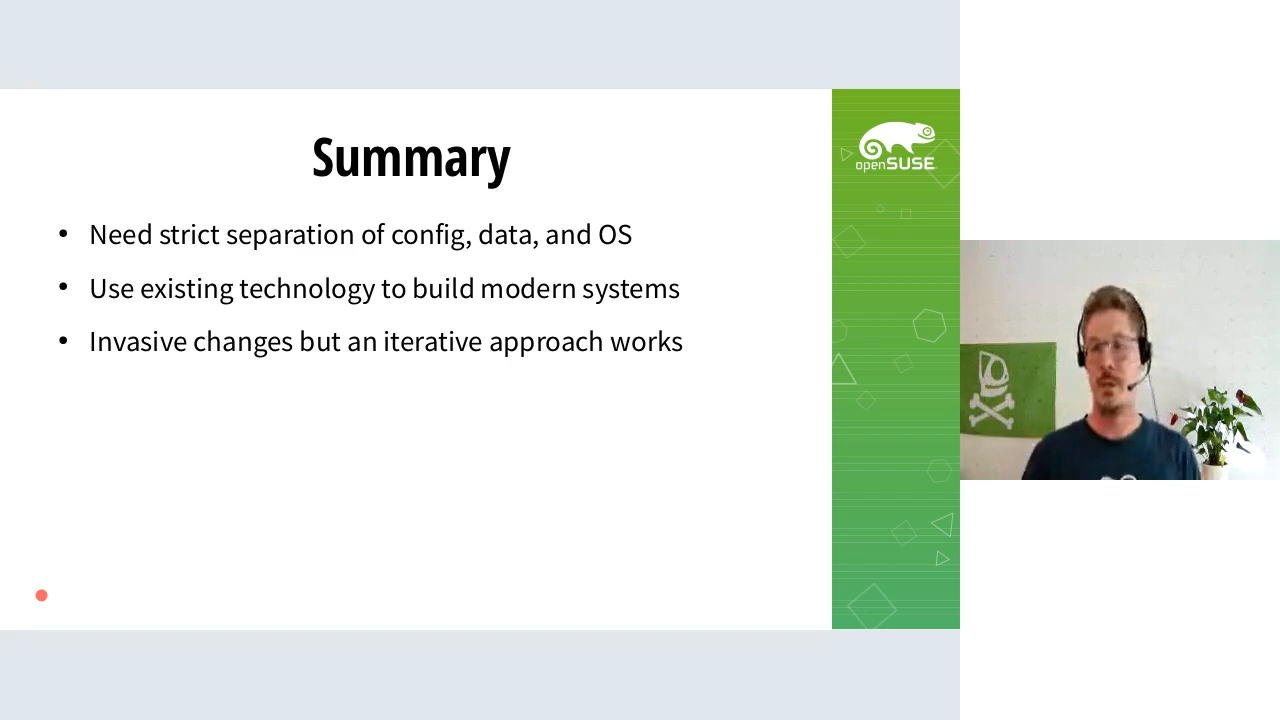 Summary
• Need strict separation of config, data, and OS
• Use existing technology to build modern systems
• Invasive changes but an iterative approach works
openSUSE